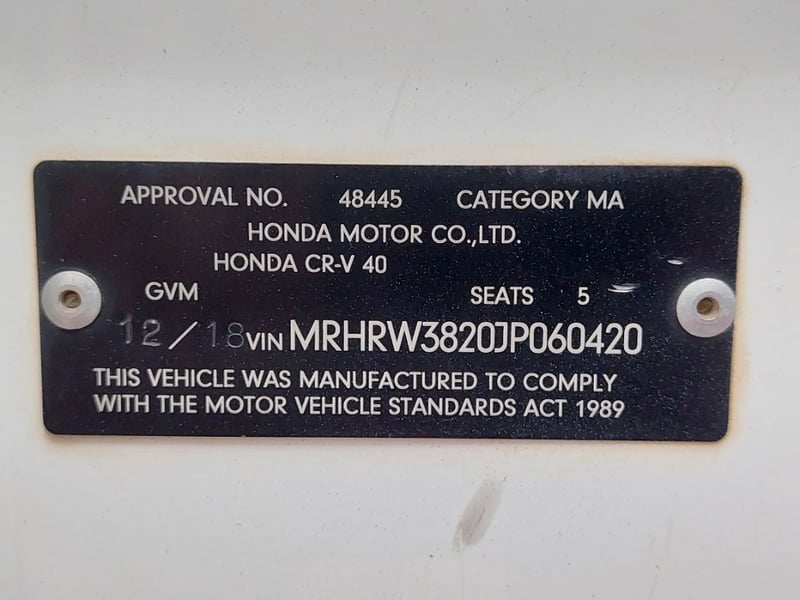 APPROVAL NO. 48445 CATEGORY MA
HONDA MOTOR CO.,LTD.
HONDA CR-V 40
GVM SEATS 5
12/18 VIN MRHRW3820JP060420
THIS VEHICLE WAS MANUFACTURED TO COMPLY
WITH THE MOTOR VEHICLE STANDARDS ACT 1989